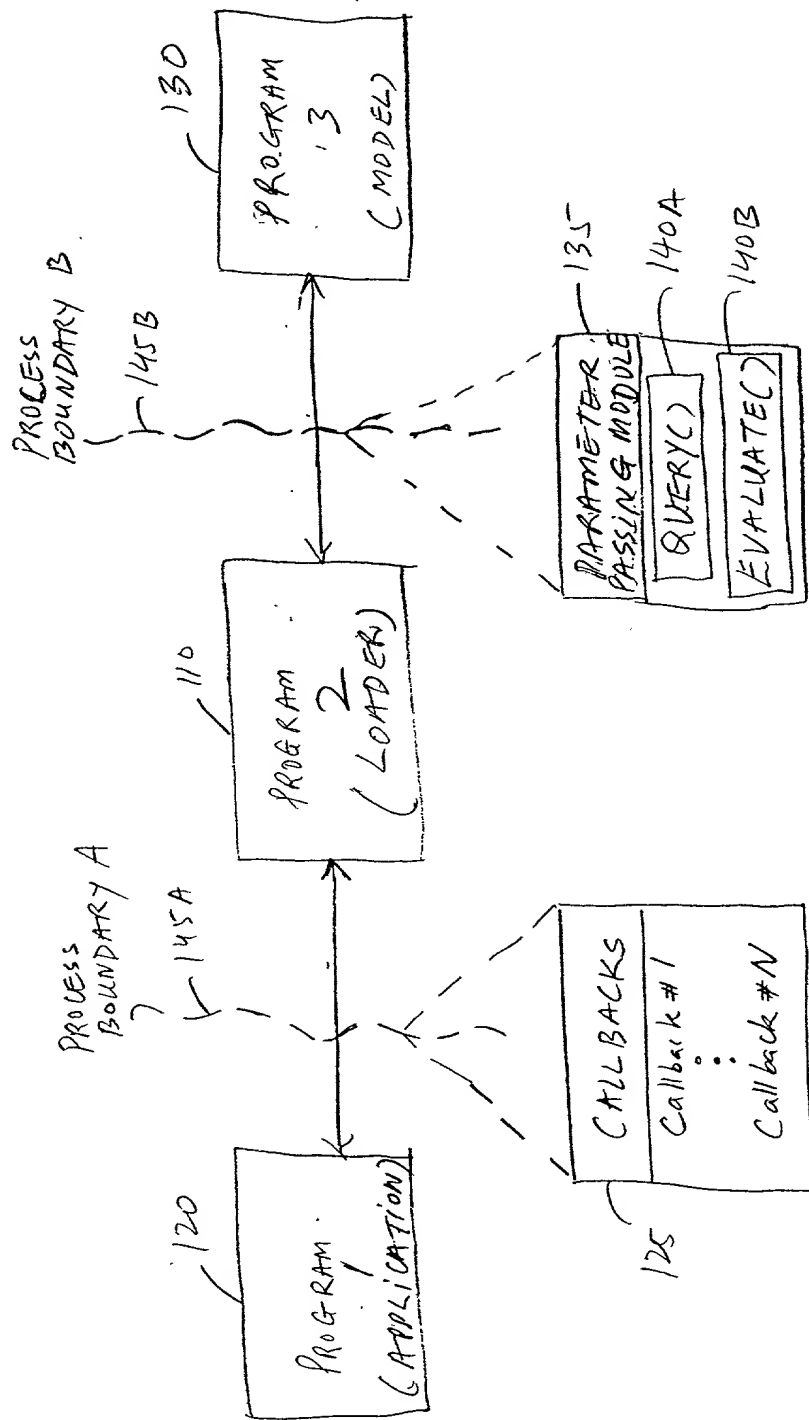 PROCESS
BOUNDARY A
145A
PROCESS
BOUNDARY B
145B
120
PROGRAM
1
(APPLICATION)
110
PROGRAM
2
(LOADER)
130
PROGRAM
3
(MODEL)
125
CALLBACKS
Callback #1
Callback #N
135
PARAMETER
PASSING MODULE
140A
QUERY()
140B
EVALUATE()